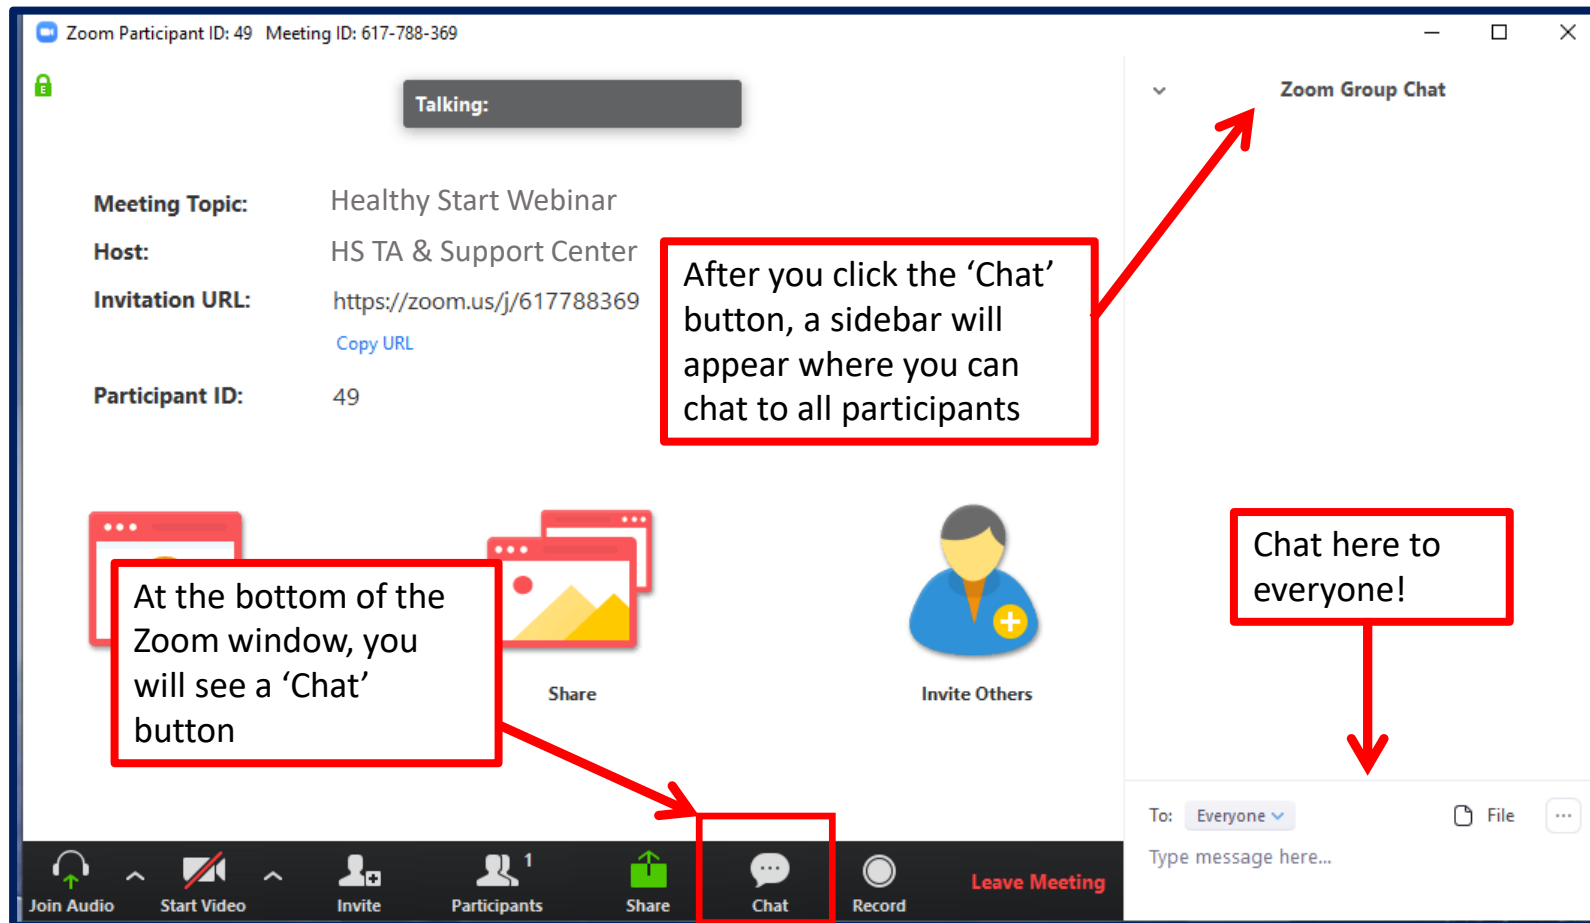 Zoom Participant ID: 49 Meeting ID: 617-788-369
E
Talking:
Zoom Group Chat
Meeting Topic: Healthy Start Webinar
Host: HS TA & Support Center
Invitation URL: https://zoom.us/j/617788369
Copy URL
Participant ID: 49
After you click the ‘Chat’
button, a sidebar will
appear where you can
chat to all participants
At the bottom of the
Zoom window, you
will see a ‘Chat’
button
Share
Invite Others
Chat here to
everyone!
To: Everyone
File
Type message here...
Join Audio
Start Video
Invite
1
Participants
Share
Chat
Record
Leave Meeting